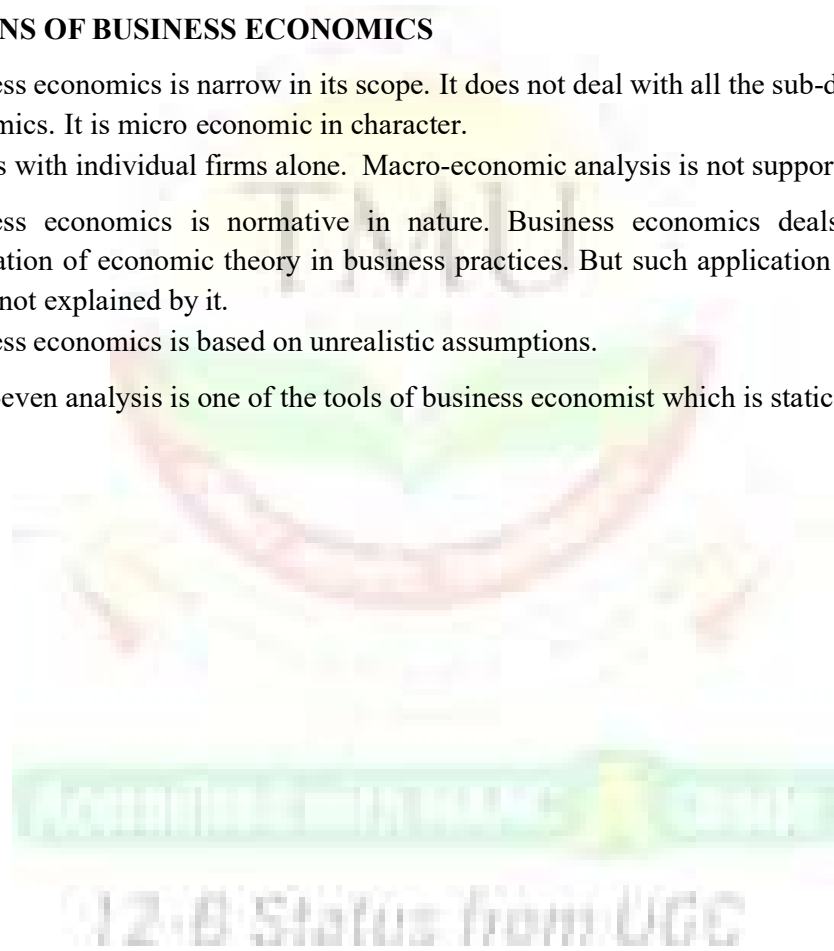 NS OF BUSINESS ECONOMICS
ess economics is narrow in its scope. It does not deal with all the sub-d
mics. It is micro economic in character.
s with individual firms alone. Macro-economic analysis is not suppor
ess economics is normative in nature. Business economics deals
ation of economic theory in business practices. But such application
not explained by it.
ess economics is based on unrealistic assumptions.
even analysis is one of the tools of business economist which is static
TMU
12-B Status from UGC